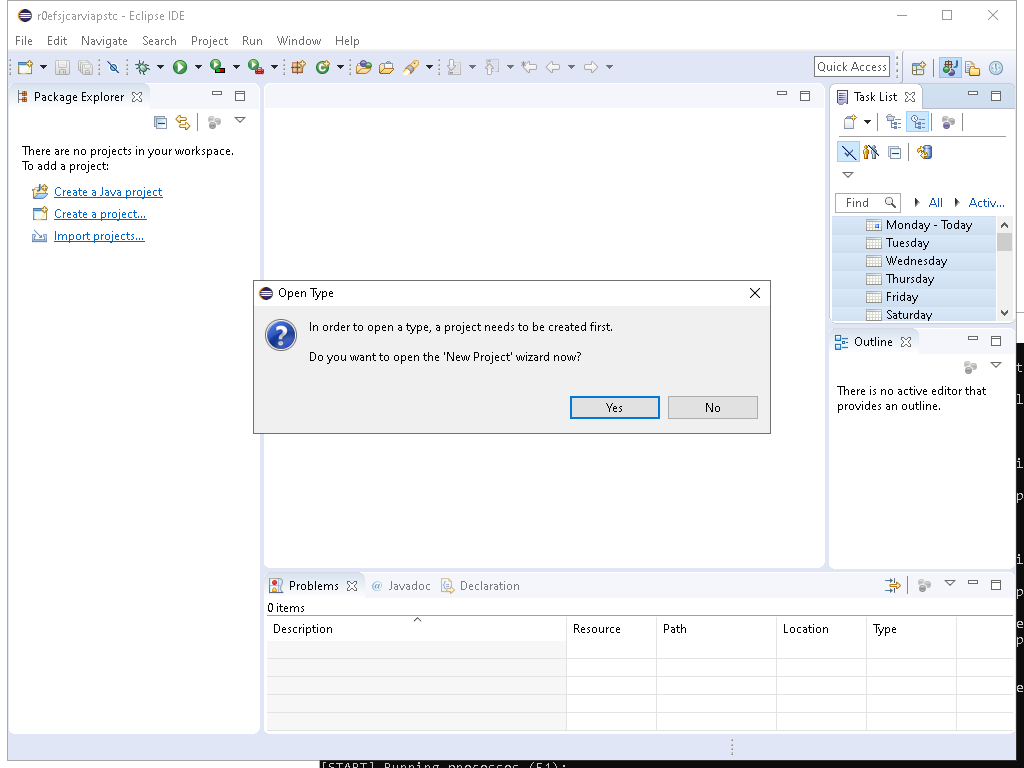 r0efsjcarviapstc - Eclipse IDE
File Edit Navigate Search Project Run Window Help
Quick Access
Package Explorer
There are no projects in your workspace.
To add a project:
Create a Java project
Create a project...
Import projects...
Task List
Find All Activ...
Monday - Today
Tuesday
Wednesday
Thursday
Friday
Saturday
Open Type
In order to open a type, a project needs to be created first.
Do you want to open the 'New Project' wizard now?
Yes No
Outline
There is no active editor that
provides an outline.
Problems @ Javadoc Declaration
0 items
Description Resource Path Location Type
[START] Running processes (51):